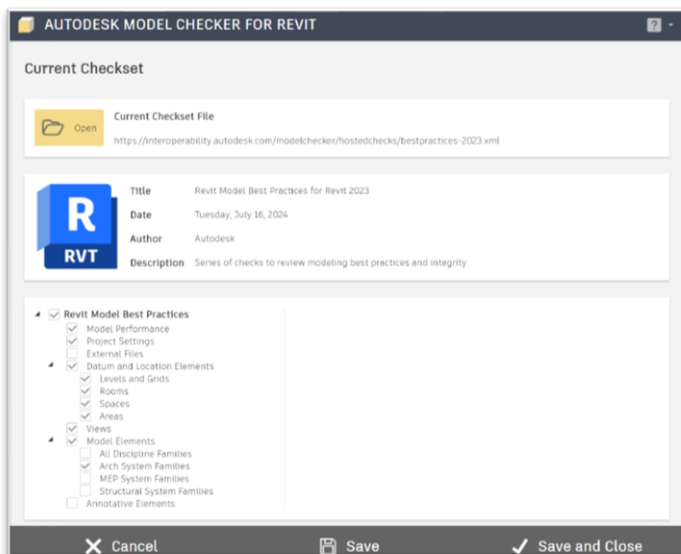 AUTODESK MODEL CHECKER FOR REVIT
?
Current Checkset
Open
Current Checkset File
https://interoperability.autodesk.com/modelchecker/hostedchecks/bestpractices-2023.xml
R
RVT
Title Revit Model Best Practices for Revit 2023
Date Tuesday, July 16, 2024
Author Autodesk
Description Series of checks to review modeling best practices and integrity
Revit Model Best Practices
Model Performance
Project Settings
External Files
Datum and Location Elements
Levels and Grids
Rooms
Spaces
Areas
Views
Model Elements
All Discipline Families
Arch System Families
MEP System Families
Structural System Families
Annotative Elements
Cancel Save Save and Close